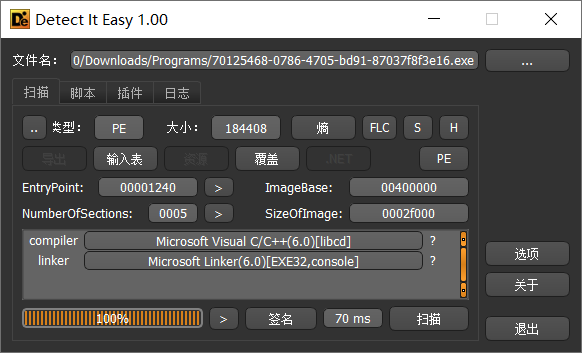 Detect It Easy 1.00
文件名: 0/Downloads/Programs/70125468-0786-4705-bd91-87037f8f3e16.exe ...
扫描 脚本 插件 日志
.. 类型: PE 大小: 184408 熵 FLC S H
导出 输入表 资源 覆盖 .NET PE
EntryPoint: 00001240 > ImageBase: 00400000
NumberOfSections: 0005 > SizeOfImage: 0002f000
compiler Microsoft Visual C/C++(6.0)[libcd] ?
linker Microsoft Linker(6.0)[EXE32,console] ?
选项
关于
100% > 签名 70 ms 扫描
退出